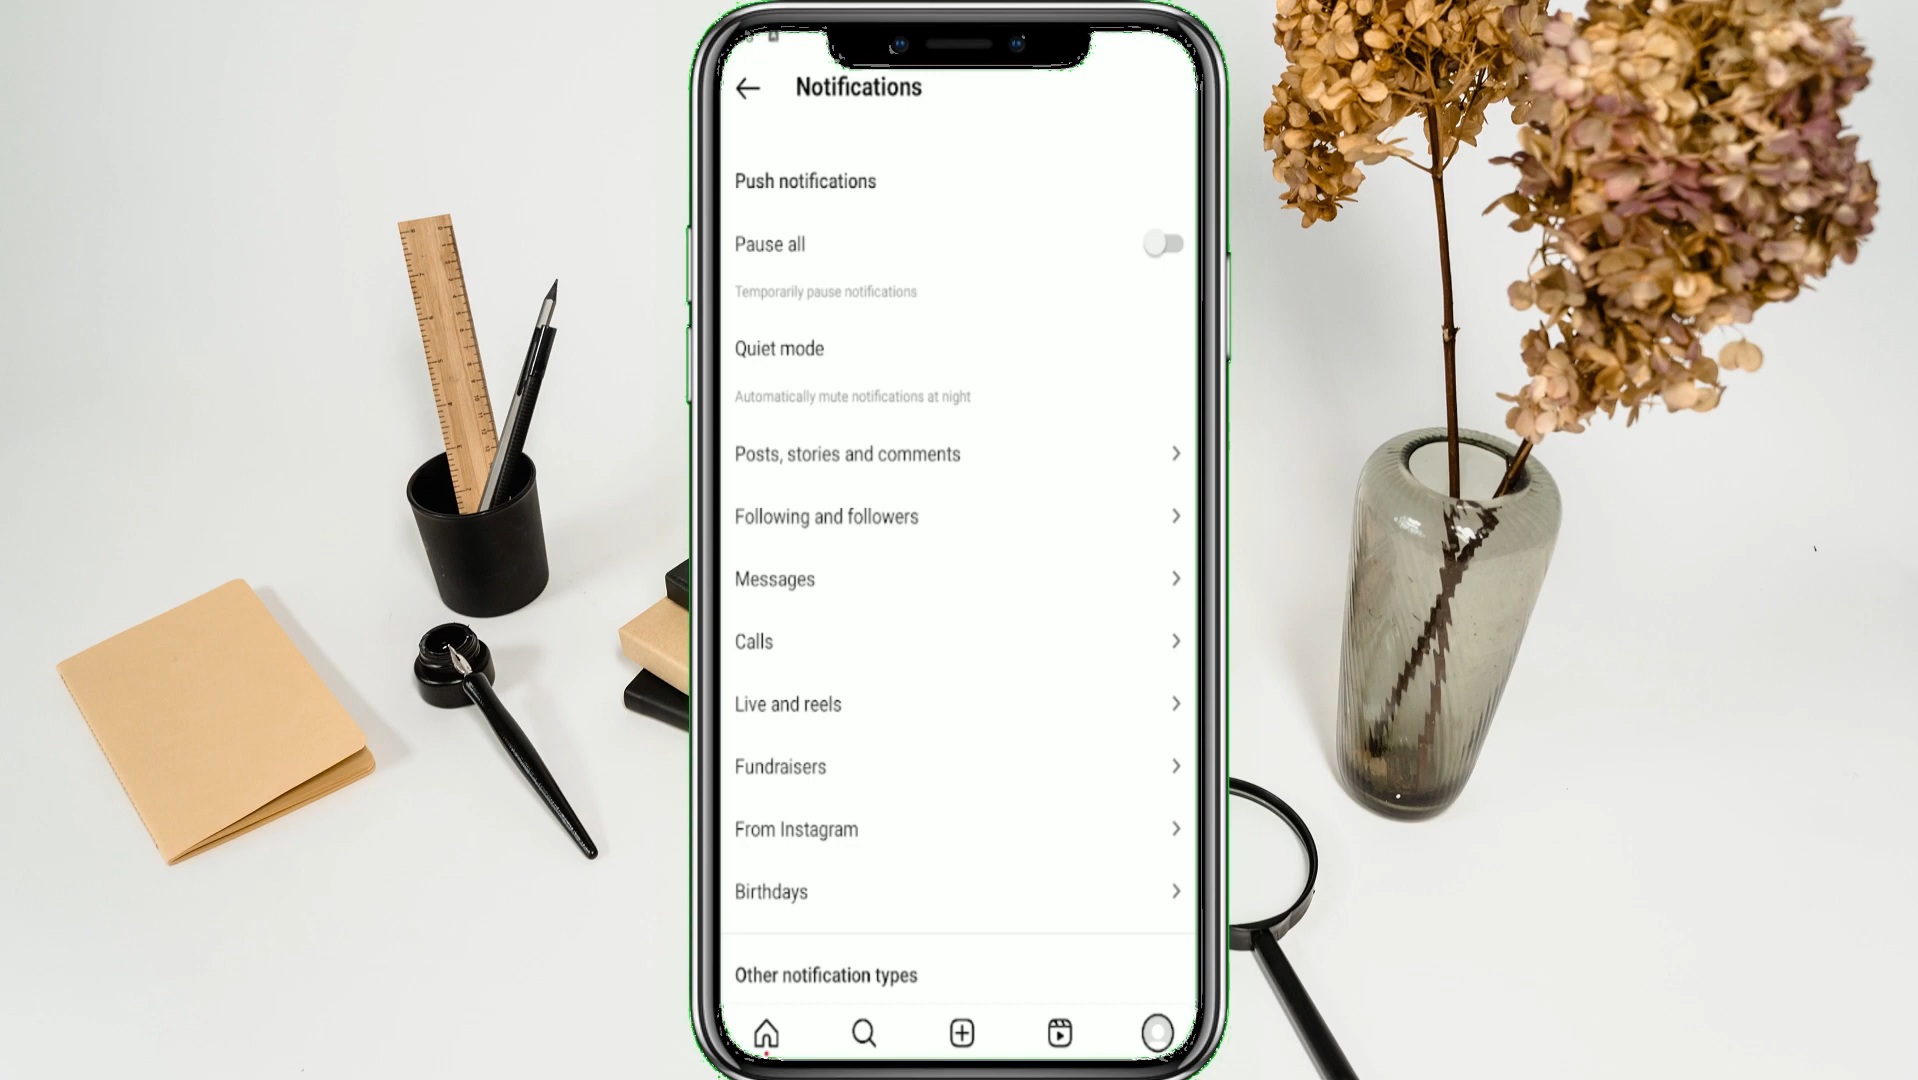 Notifications
Push notifications
Pause all
Temporarily pause notifications
Quiet mode
Automatically mute notifications at night
Posts, stories and comments
Following and followers
Messages
Calls
Live and reels
Fundraisers
From Instagram
Birthdays
Other notification types